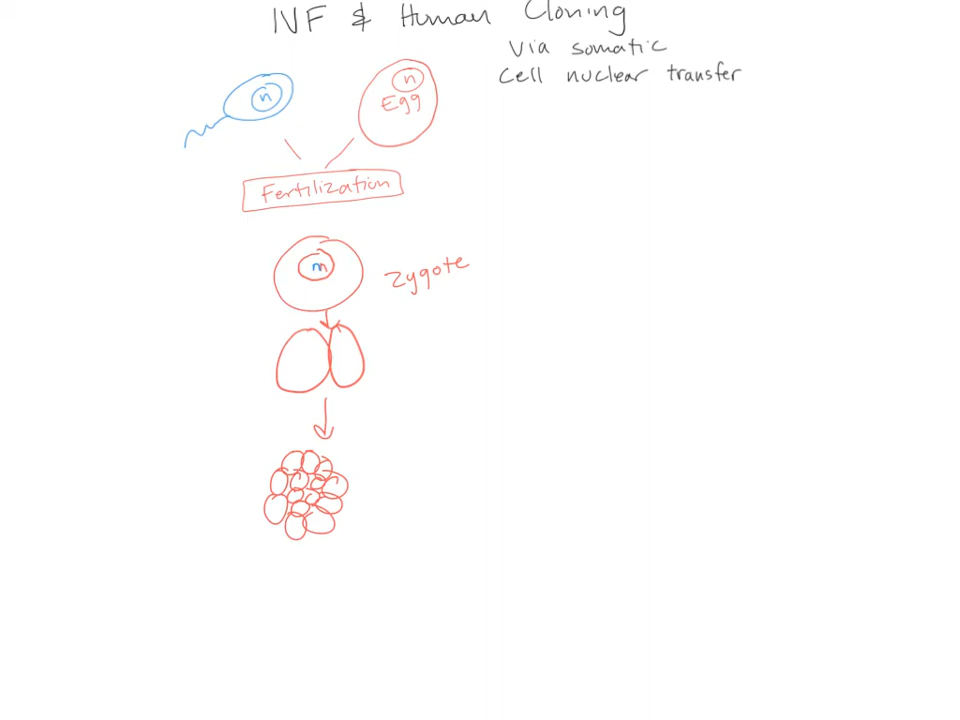 IVF & Human Cloning
Via somatic
Cell nuclear transfer
n
n
Egg
Fertilization
n
Zygote